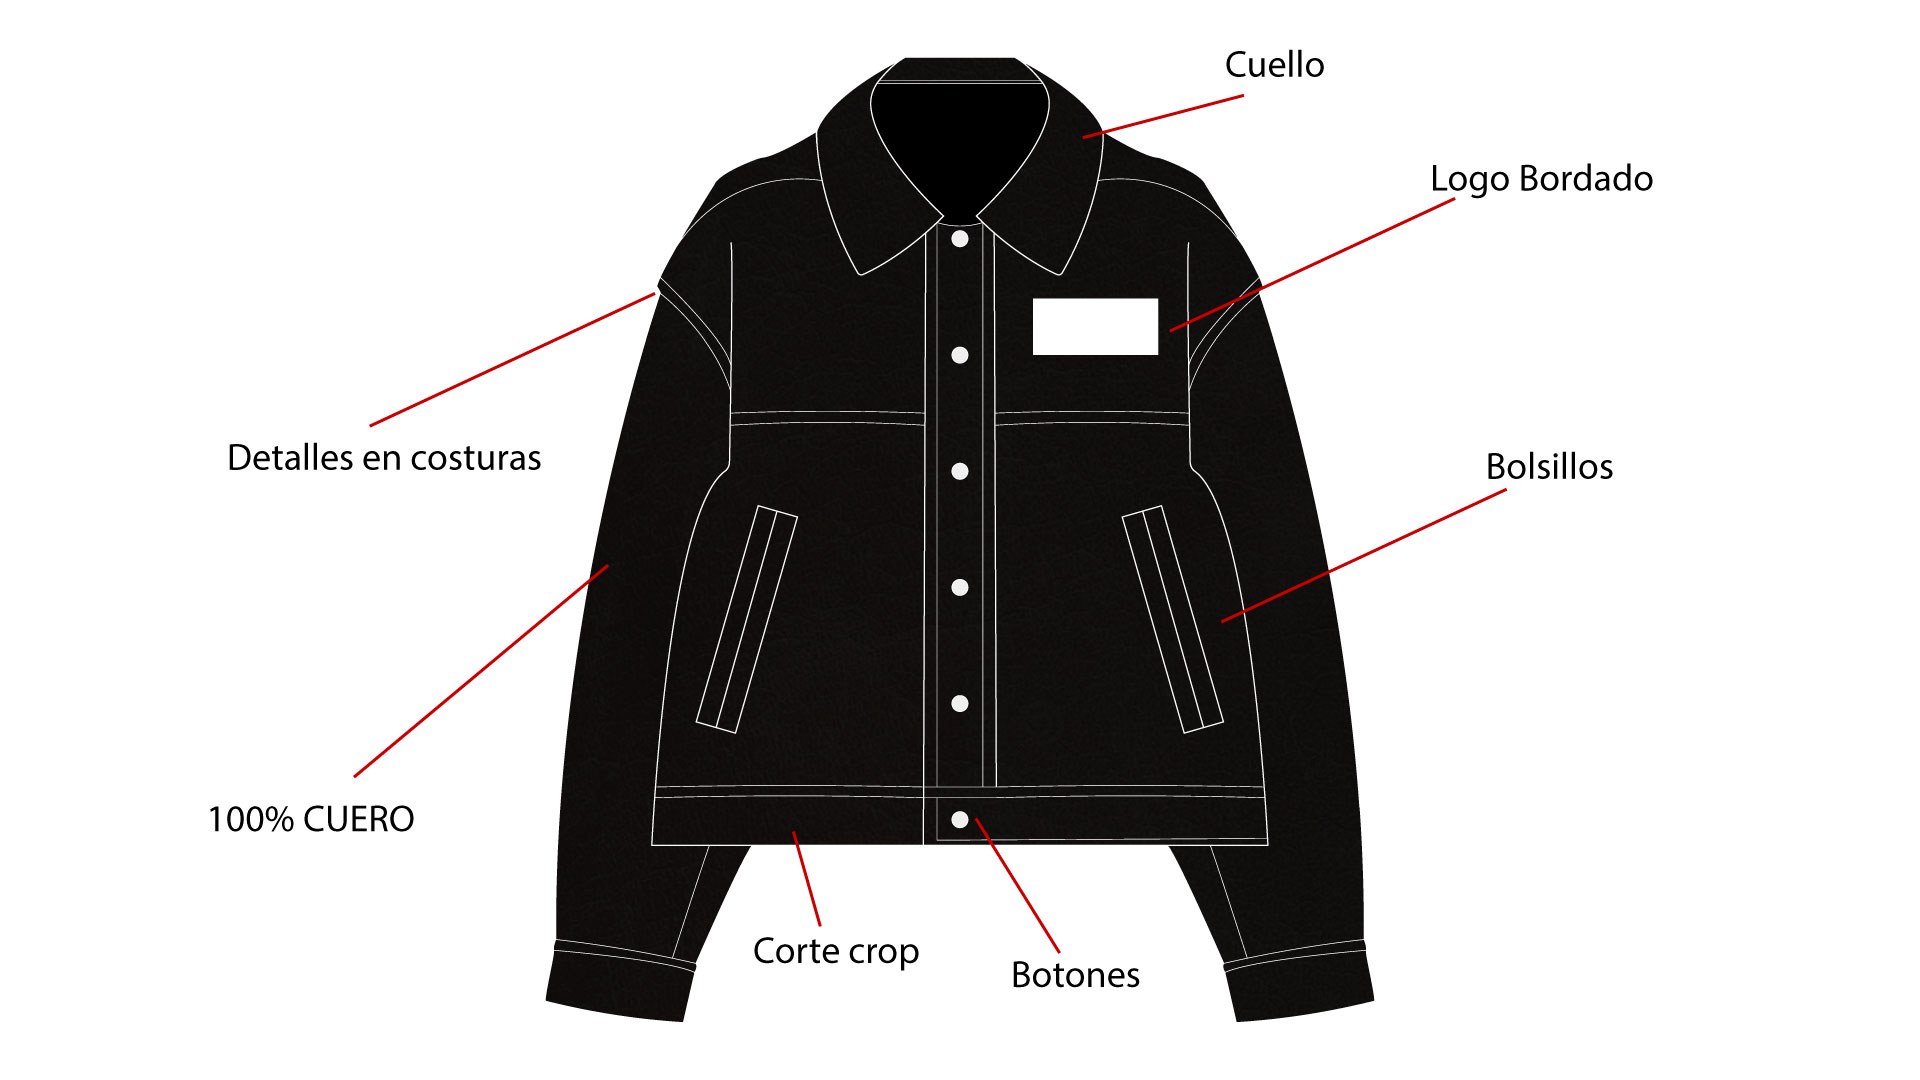 Cuello
Logo Bordado
Detalles en costuras
Bolsillos
100% CUERO
Corte crop
Botones